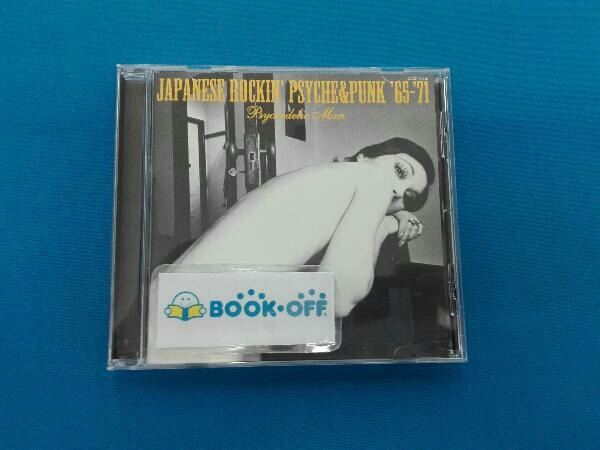 JAPANESE ROCKIN' PSYCHE&PUNK '65-'71
Psychedelic Man
BOOK・OFF